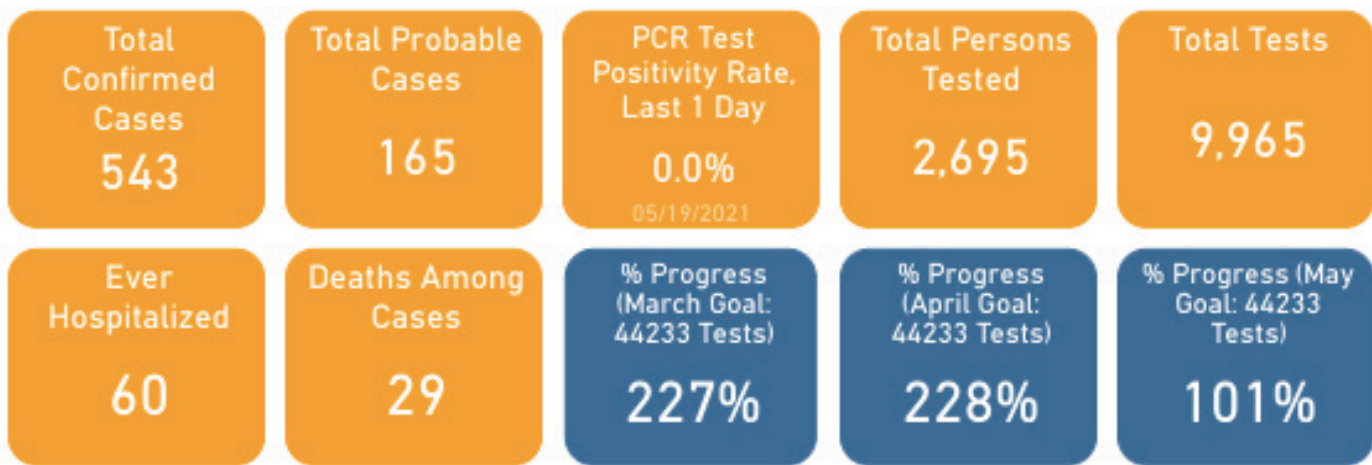 Total
Confirmed
Cases
543
Total Probable
Cases
165
PCR Test
Positivity Rate,
Last 1 Day
0.0%
05/19/2021
Total Persons
Tested
2,695
Total Tests
9,965
Ever
Hospitalized
60
Deaths Among
Cases
29
% Progress
(March Goal:
44233 Tests)
227%
% Progress
(April Goal:
44233 Tests)
228%
% Progress (May
Goal: 44233
Tests)
101%